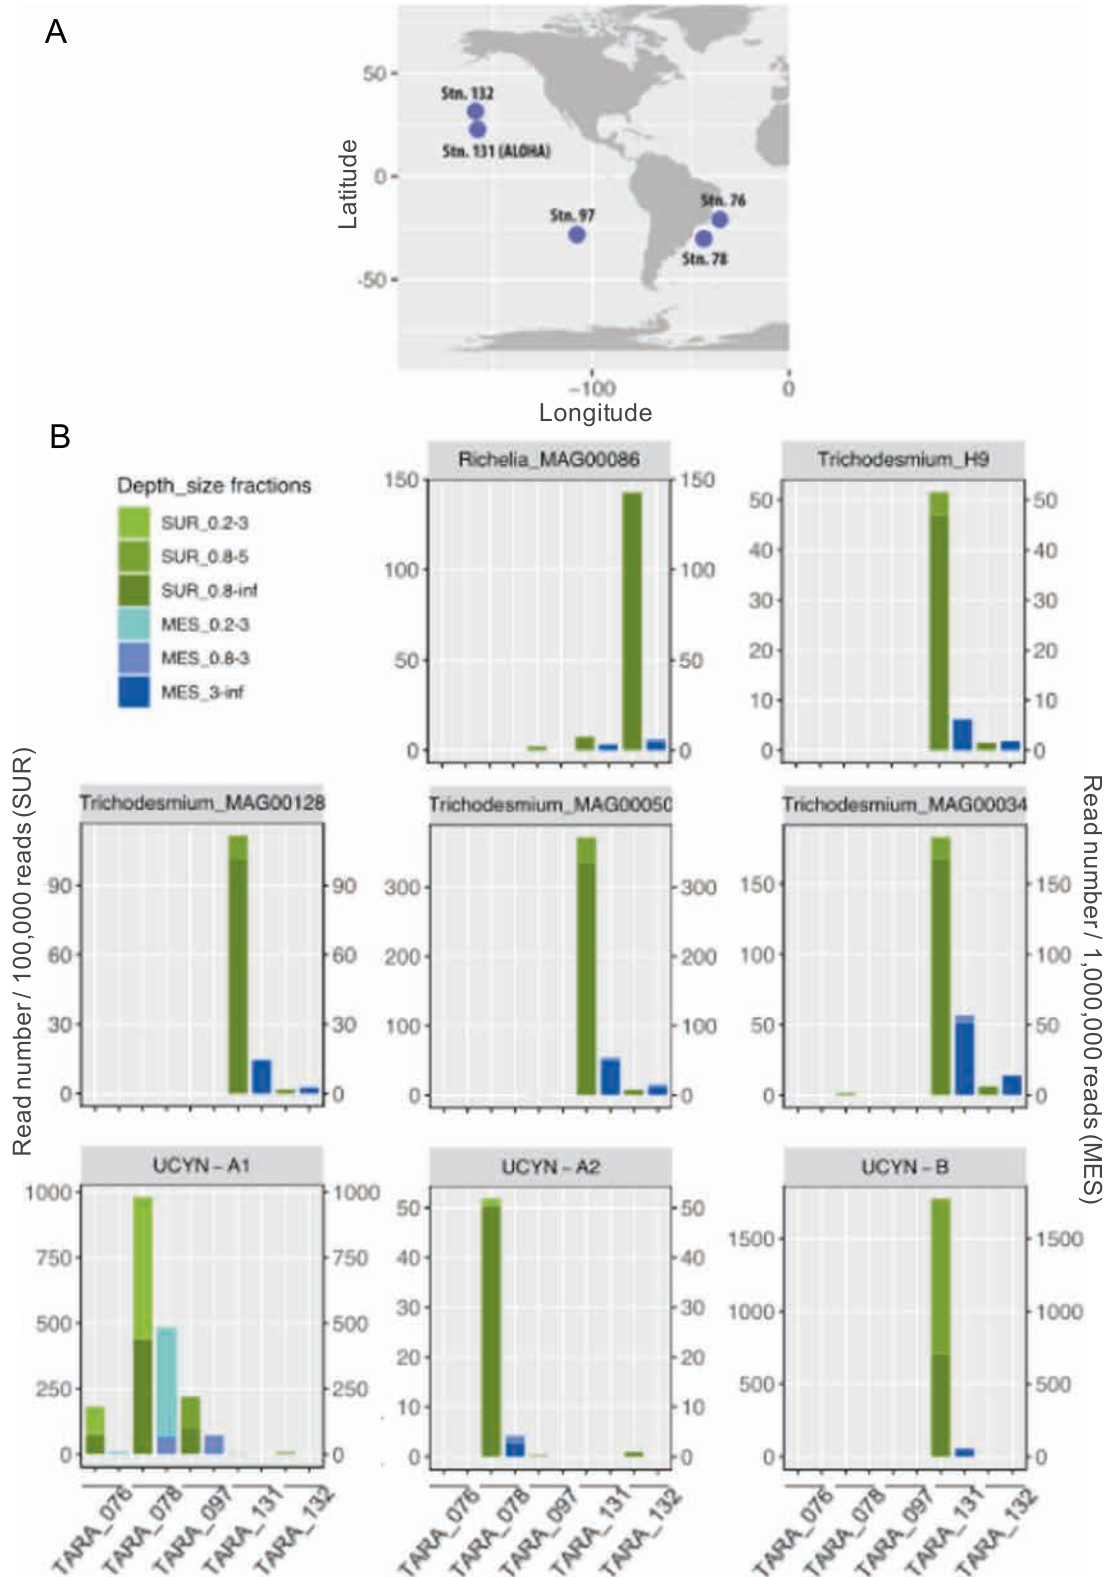 A
50
0
-50
Latitude
Stn. 132
Stn. 131 (ALOHA)
Stn. 97
Stn. 76
Stn. 78
−100
0
Longitude
B
Depth_size fractions
SUR_0.2-3
SUR_0.8-5
SUR_0.8-inf
MES_0.2-3
MES_0.8-3
MES_3-inf
Read number / 100,000 reads (SUR)
Read number / 1,000,000 reads (MES)
Richelia_MAG00086
150
100
50
0
150
100
50
0
Trichodesmium_H9
50
40
30
20
10
0
50
40
30
20
10
0
Trichodesmium_MAG00128
90
60
30
0
90
60
30
0
Trichodesmium_MAG00050
300
200
100
0
300
200
100
0
Trichodesmium_MAG00034
150
100
50
0
150
100
50
0
UCYN – A1
1000
750
500
250
0
1000
750
500
250
0
UCYN – A2
50
40
30
20
10
0
50
40
30
20
10
0
UCYN – B
1500
1000
500
0
1500
1000
500
0
TARA_076
TARA_078
TARA_097
TARA_131
TARA_132
TARA_076
TARA_078
TARA_097
TARA_131
TARA_132
TARA_076
TARA_078
TARA_097
TARA_131
TARA_132